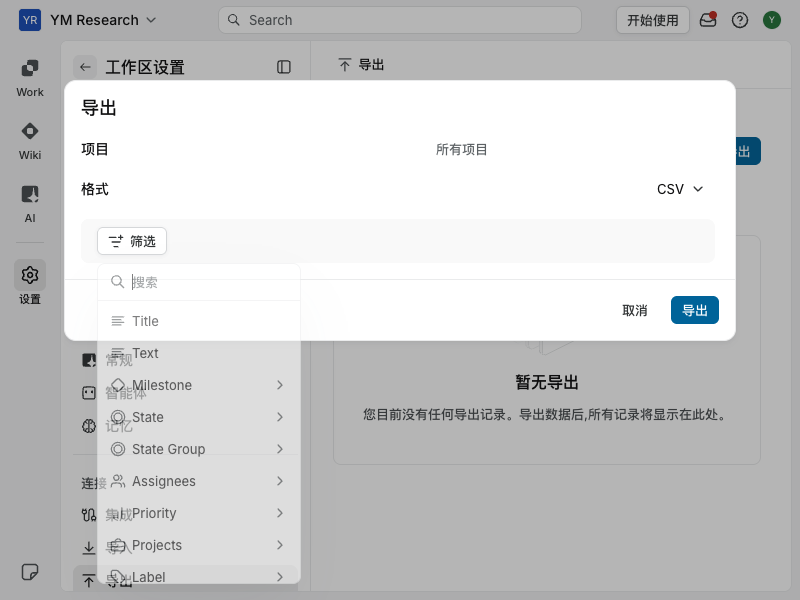 YR YM Research
Search
开始使用
Y
Work
Wiki
AI
设置
工作区设置
导出
导出
项目
所有项目
格式
CSV
筛选
搜索
取消
导出
Title
Text
Milestone
State
State Group
Assignees
Priority
Projects
Label
常规
智能体
记忆
连接
集成
导入
导出
出
暂无导出
您目前没有任何导出记录。导出数据后,所有记录将显示在此处。